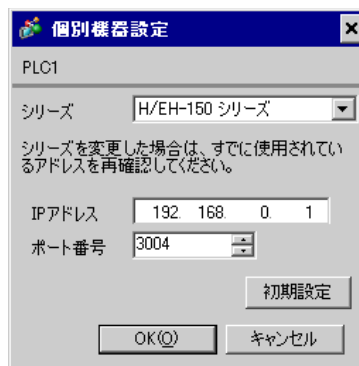 個別機器設定
PLC1
シリーズ H/EH-150 シリーズ
シリーズを変更した場合は、すでに使用されてい
るアドレスを再確認してください。
IPアドレス 192. 168. 0. 1
ポート番号 3004
初期設定
OK(O) キャンセル